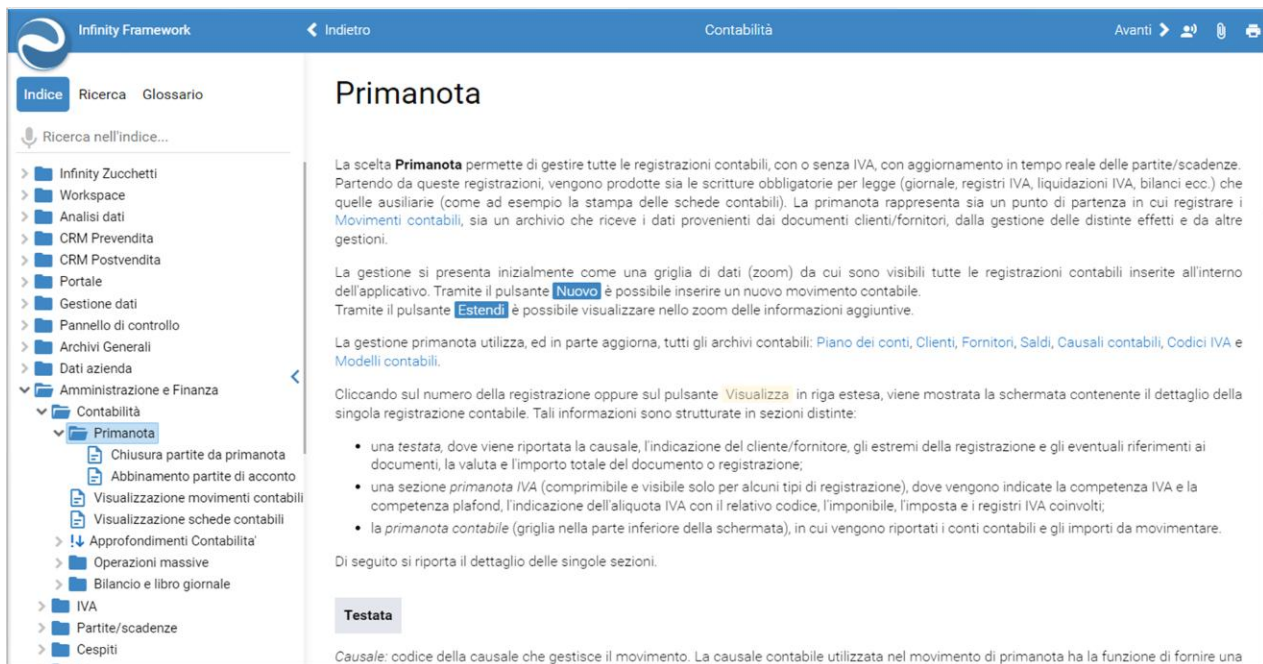 Infinity Framework
Indietro
Contabilità
Avanti
Indice
Ricerca
Glossario
Ricerca nell'indice...
Infinity Zucchetti
Workspace
Analisi dati
CRM Prevendita
CRM Postvendita
Portale
Gestione dati
Pannello di controllo
Archivi Generali
Dati azienda
Amministrazione e Finanza
Contabilità
Primanota
Chiusura partite da primanota
Abbinamento partite di acconto
Visualizzazione movimenti contabili
Visualizzazione schede contabili
Approfondimenti Contabilita'
Operazioni massive
Bilancio e libro giornale
IVA
Partite/scadenze
Cespiti
Primanota
La scelta Primanota permette di gestire tutte le registrazioni contabili, con o senza IVA, con aggiornamento in tempo reale delle partite/scadenze.
Partendo da queste registrazioni, vengono prodotte sia le scritture obbligatorie per legge (giornale, registri IVA, liquidazioni IVA, bilanci ecc.) che
quelle ausiliarie (come ad esempio la stampa delle schede contabili). La primanota rappresenta sia un punto di partenza in cui registrare i
Movimenti contabili, sia un archivio che riceve i dati provenienti dai documenti clienti/fornitori, dalla gestione delle distinte effetti e da altre
gestioni.
La gestione si presenta inizialmente come una griglia di dati (zoom) da cui sono visibili tutte le registrazioni contabili inserite all'interno
dell'applicativo. Tramite il pulsante Nuovo è possibile inserire un nuovo movimento contabile.
Tramite il pulsante Estendi è possibile visualizzare nello zoom delle informazioni aggiuntive.
La gestione primanota utilizza, ed in parte aggiorna, tutti gli archivi contabili: Piano dei conti, Clienti, Fornitori, Saldi, Causali contabili, Codici IVA e
Modelli contabili.
Cliccando sul numero della registrazione oppure sul pulsante Visualizza in riga estesa, viene mostrata la schermata contenente il dettaglio della
singola registrazione contabile. Tali informazioni sono strutturate in sezioni distinte:
• una testata, dove viene riportata la causale, l'indicazione del cliente/fornitore, gli estremi della registrazione e gli eventuali riferimenti ai
documenti, la valuta e l'importo totale del documento o registrazione;
• una sezione primanota IVA (comprimibile e visibile solo per alcuni tipi di registrazione), dove vengono indicate la competenza IVA e la
competenza plafond, l'indicazione dell'aliquota IVA con il relativo codice, l'imponibile, l'imposta e i registri IVA coinvolti;
• la primanota contabile (griglia nella parte inferiore della schermata), in cui vengono riportati i conti contabili e gli importi da movimentare.
Di seguito si riporta il dettaglio delle singole sezioni.
Testata
Causale: codice della causale che gestisce il movimento. La causale contabile utilizzata nel movimento di primanota ha la funzione di fornire una